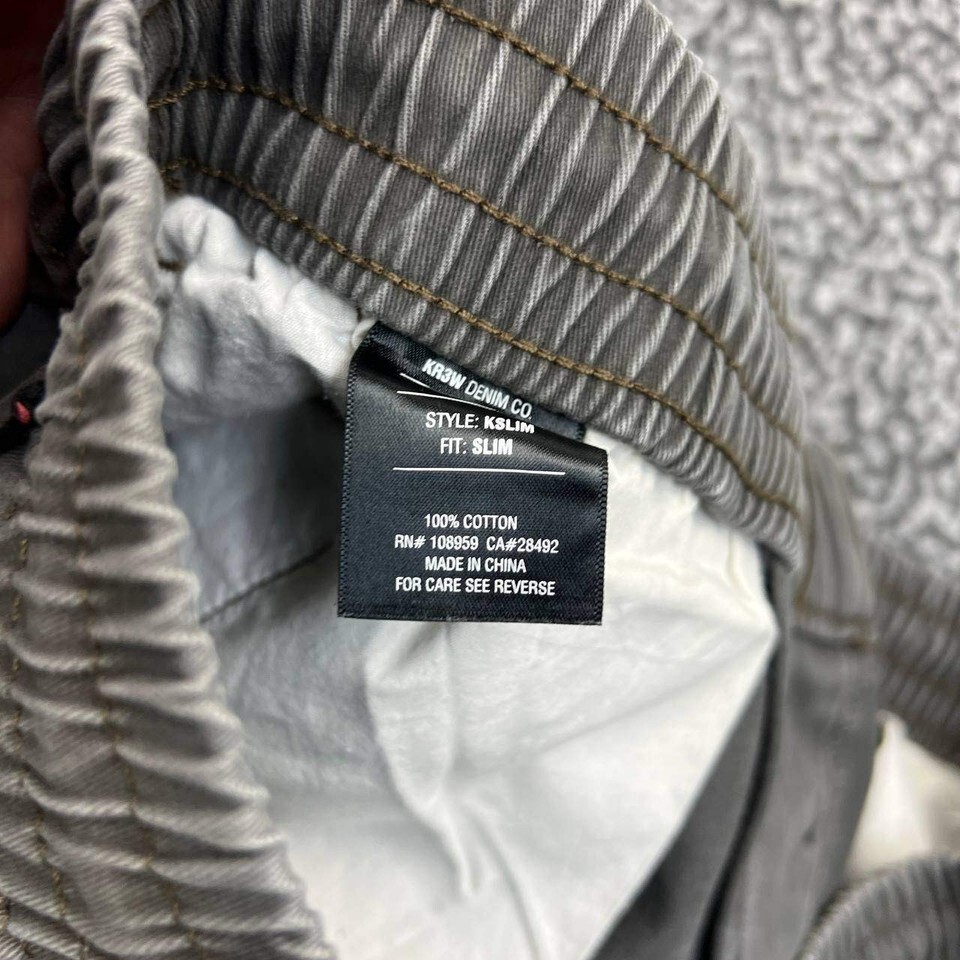 KR3W DENIM CO.
STYLE: KSLIM
FIT: SLIM
100% COTTON
RN# 108959 CA#28492
MADE IN CHINA
FOR CARE SEE REVERSE